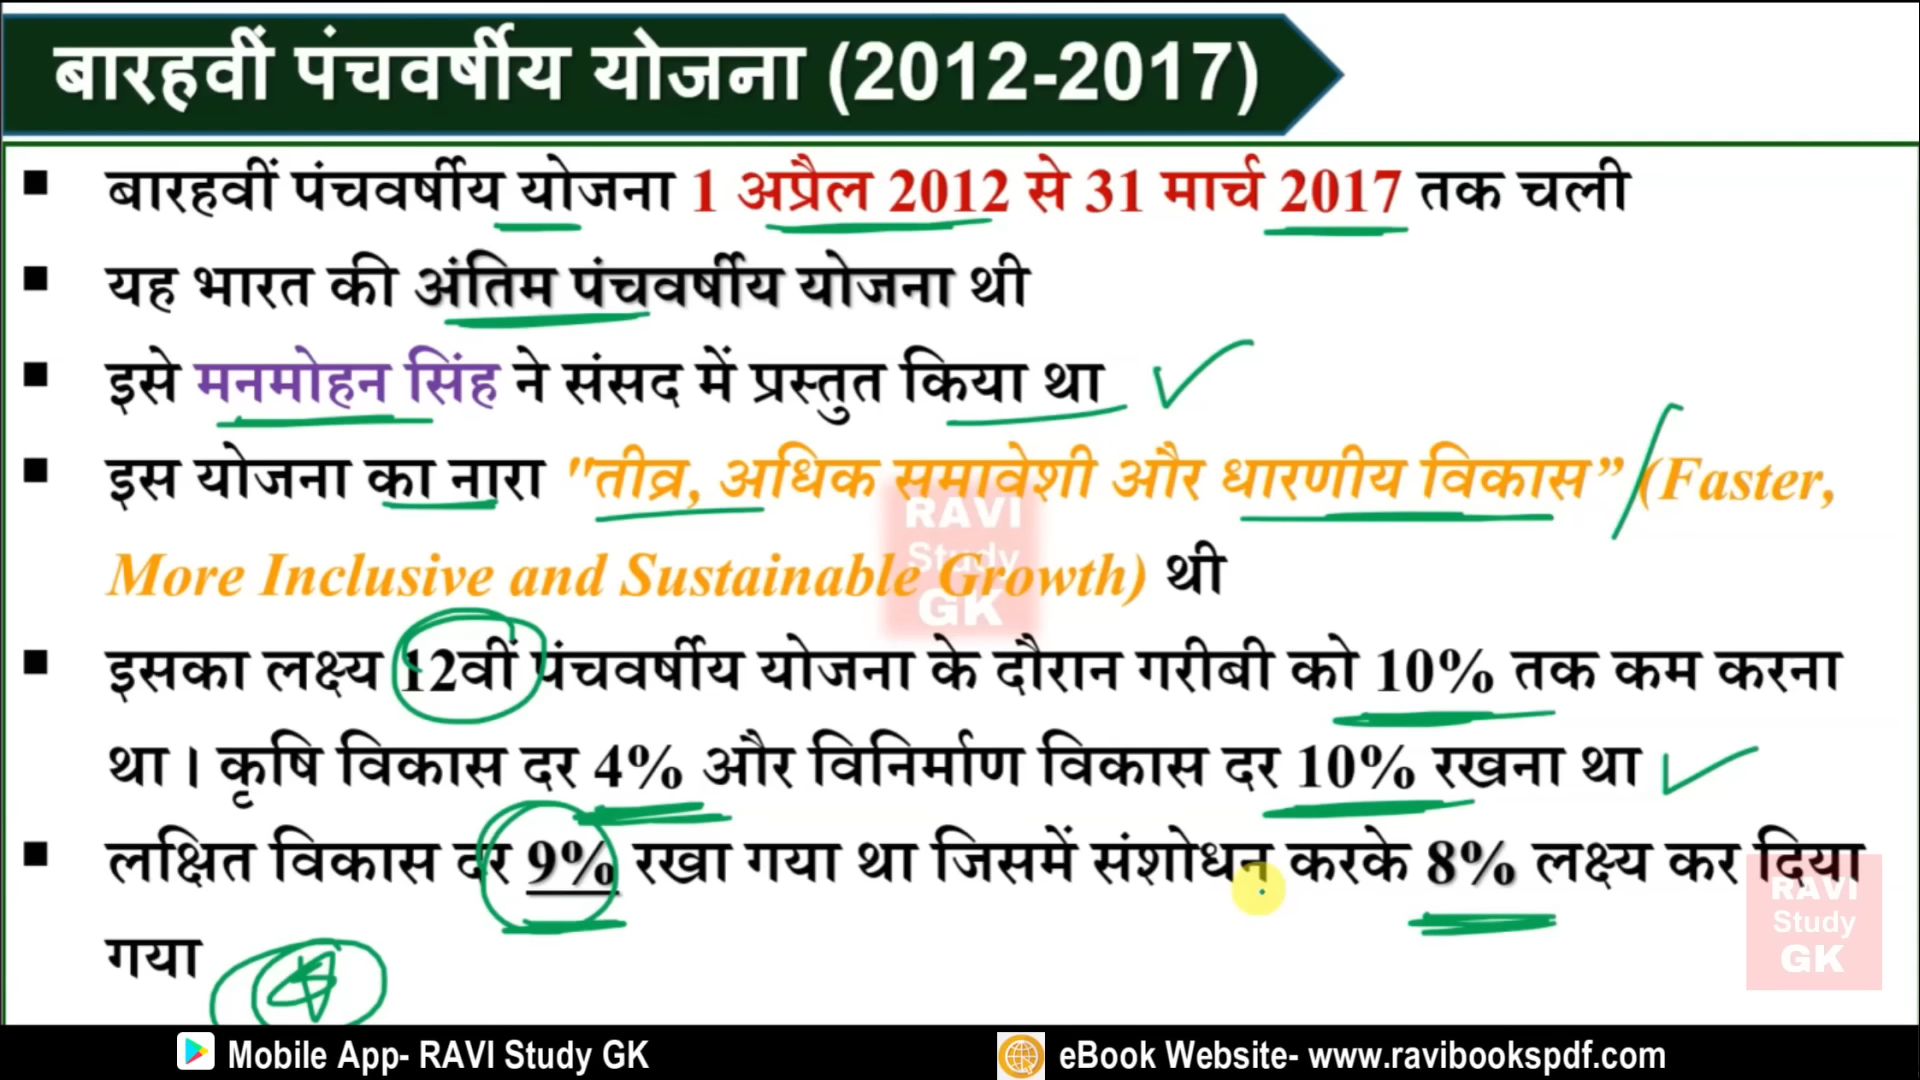 बारहवीं पंचवर्षीय योजना (2012-2017)
▪ बारहवीं पंचवर्षीय योजना 1 अप्रैल 2012 से 31 मार्च 2017 तक चली
▪ यह भारत की अंतिम पंचवर्षीय योजना थी
▪ इसे मनमोहन सिंह ने संसद में प्रस्तुत किया था
▪ इस योजना का नारा "तीव्र, अधिक समावेशी और धारणीय विकास” (Faster,
More Inclusive and Sustainable Growth) थी
RAVI
Study
GK
▪ इसका लक्ष्य 12वीं पंचवर्षीय योजना के दौरान गरीबी को 10% तक कम करना
था। कृषि विकास दर 4% और विनिर्माण विकास दर 10% रखना था
▪ लक्षित विकास दर 9% रखा गया था जिसमें संशोधन करके 8% लक्ष्य कर दिया
गया
RAVI
Study
GK
Mobile App- RAVI Study GK
eBook Website- www.ravibookspdf.com